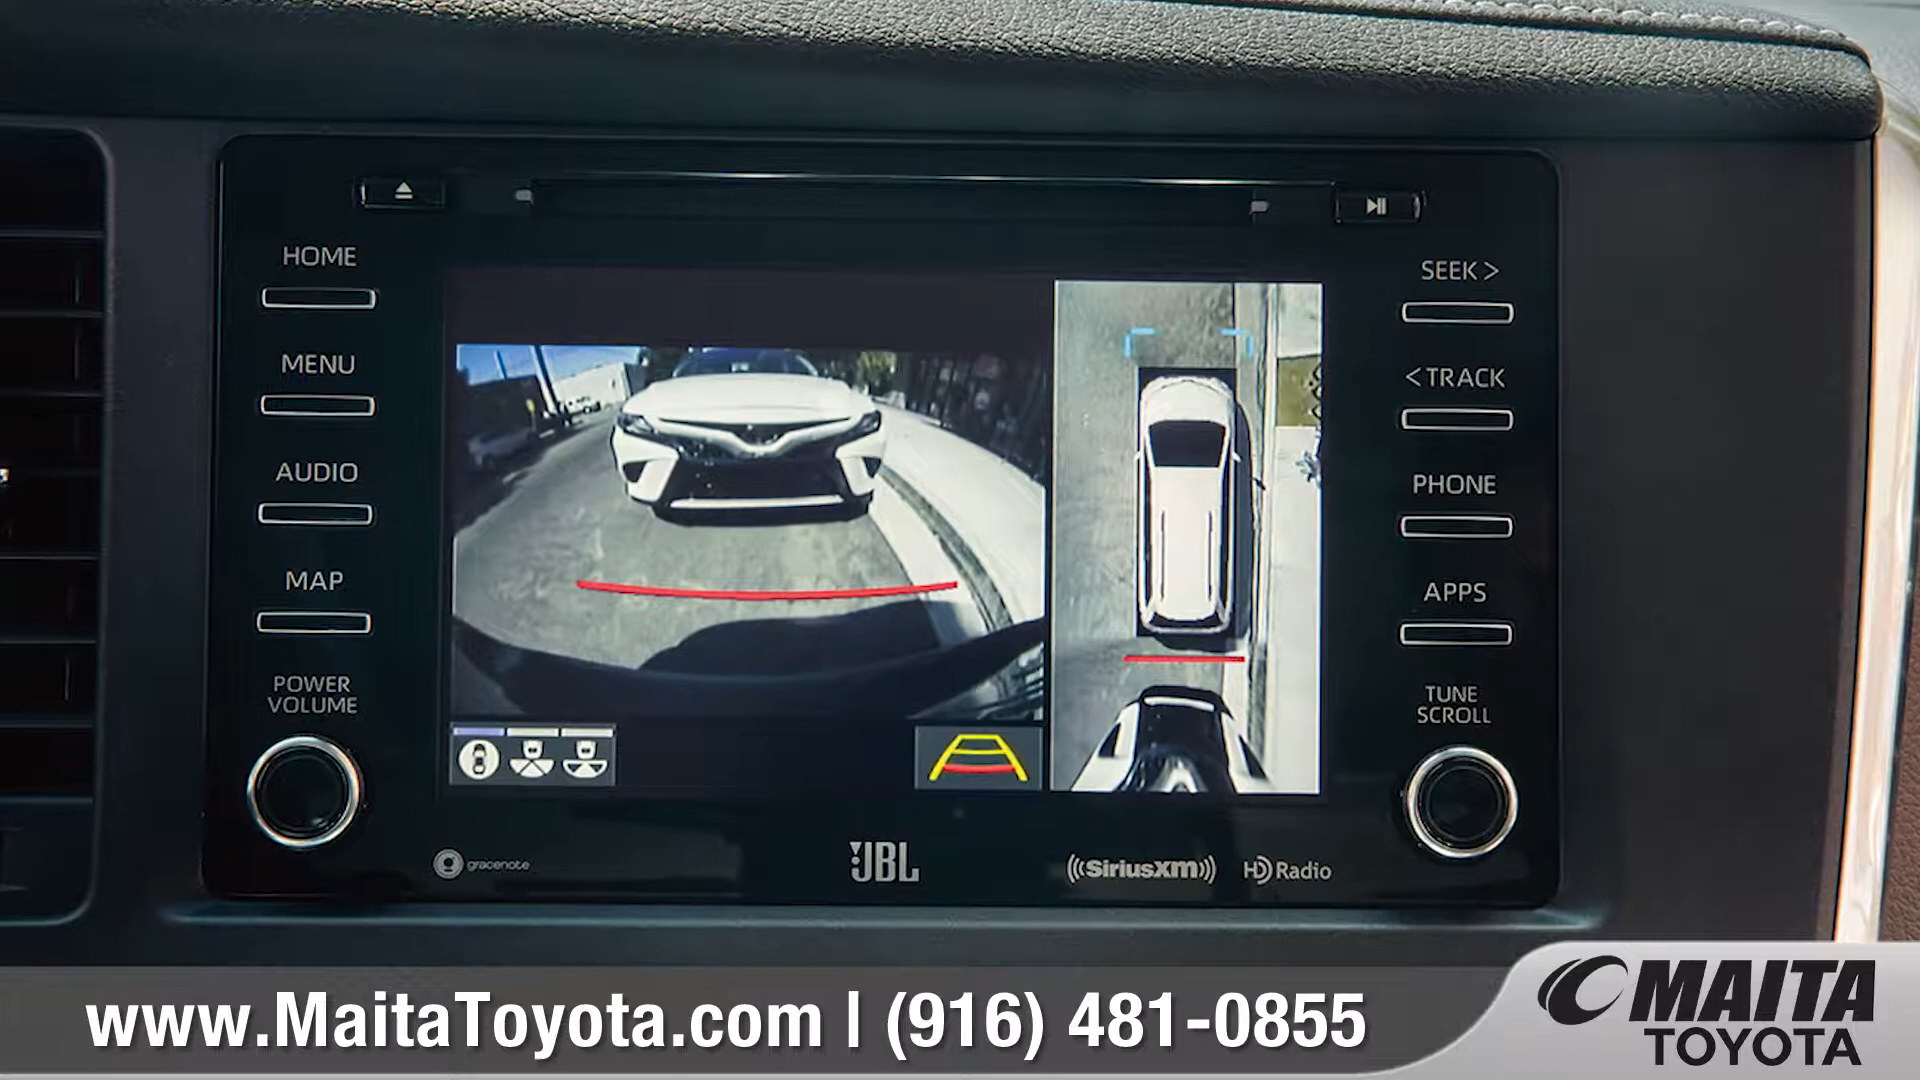 HOME
MENU
AUDIO
MAP
POWER
VOLUME
SEEK >
< TRACK
PHONE
APPS
TUNE
SCROLL
gracenote
JBL
SiriusXM
HD Radio
www.MaitaToyota.com | (916) 481-0855
MAITA
TOYOTA